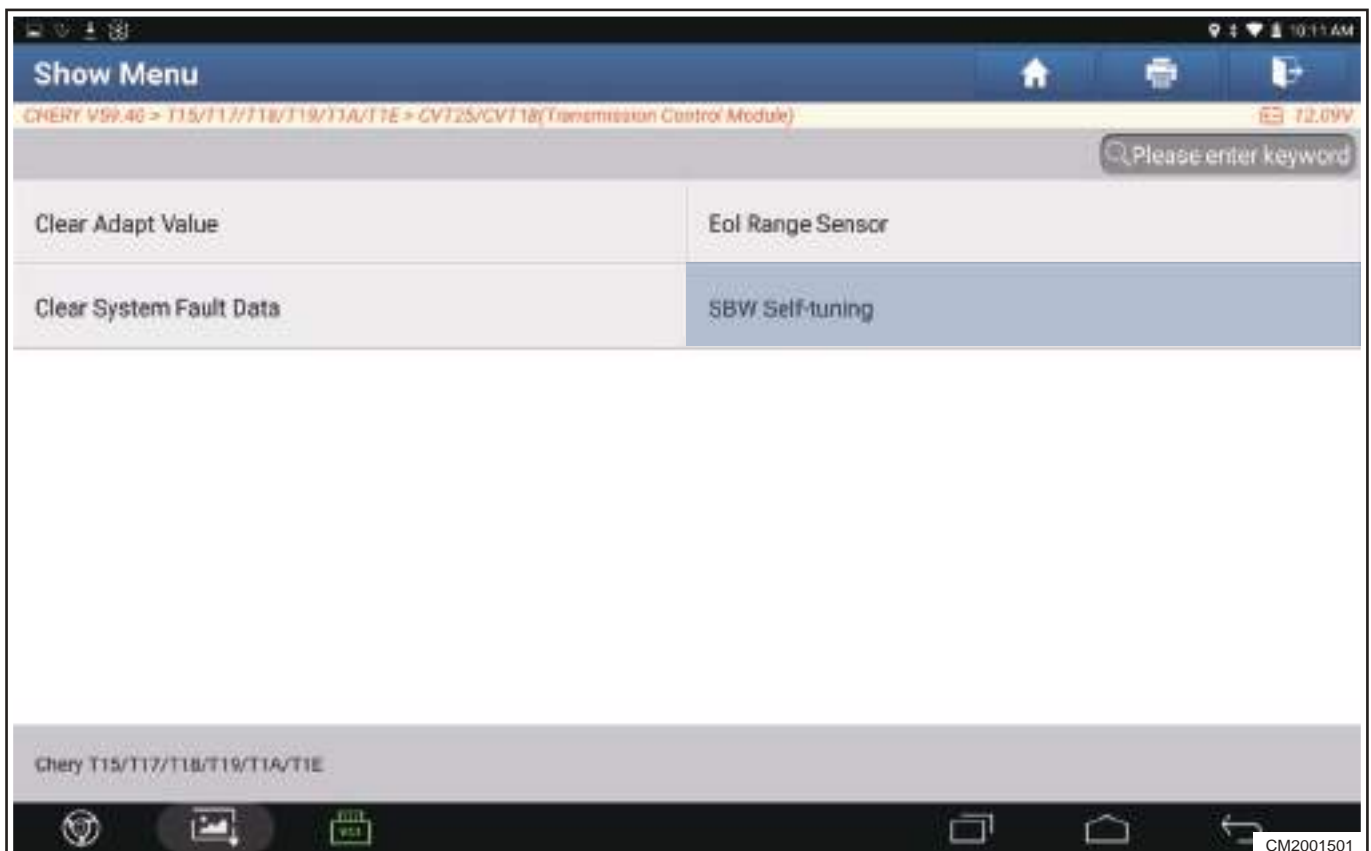 10:11 AM
Show Menu
CHERY V59.40 > T15/T17/T18/T19/T1A/T1E > CVT25/CVT18(Transmission Control Module)
12.09V
Please enter keyword
Clear Adapt Value
Eol Range Sensor
Clear System Fault Data
SBW Self-tuning
Chery T15/T17/T18/T19/T1A/T1E
CM2001501